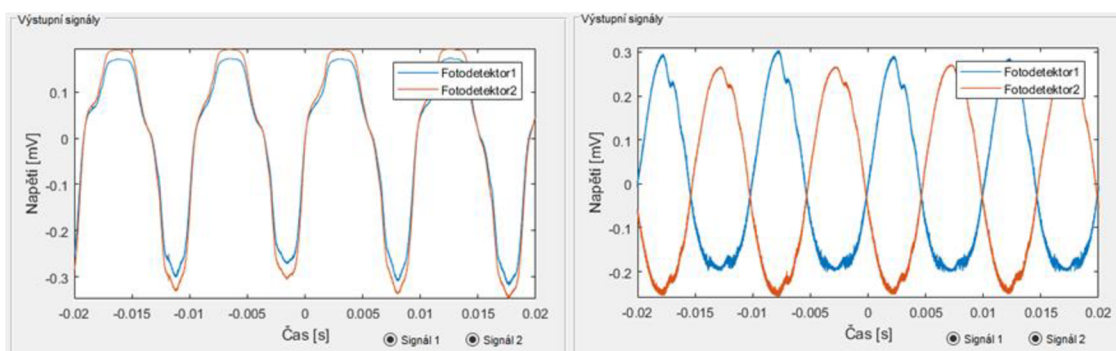 Výstupní signály
0.1
0
-0.1
-0.2
-0.3
Napětí [mV]
Fotodetektor1
Fotodetektor2
-0.02 -0.015 -0.01 -0.005 0 0.005 0.01 0.015 0.02
Čas [s]
Signál 1 Signál 2
Výstupní signály
0.3
0.2
0.1
0
-0.1
-0.2
Napětí [mV]
Fotodetektor1
Fotodetektor2
-0.02 -0.015 -0.01 -0.005 0 0.005 0.01 0.015 0.02
Čas [s]
Signál 1 Signál 2